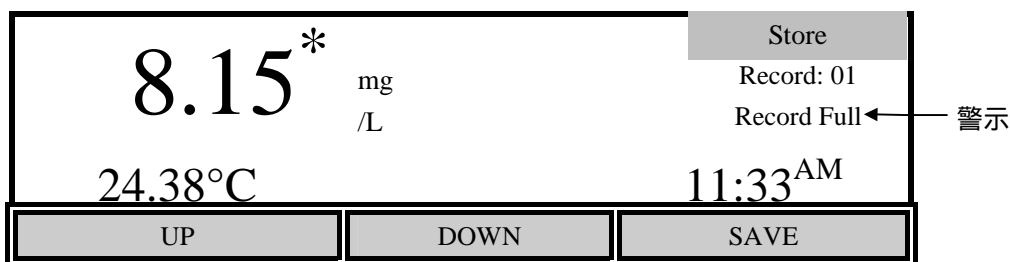 Store
8.15*
mg
/L
Record: 01
Record Full
警示
24.38°C
11:33AM
UP
DOWN
SAVE